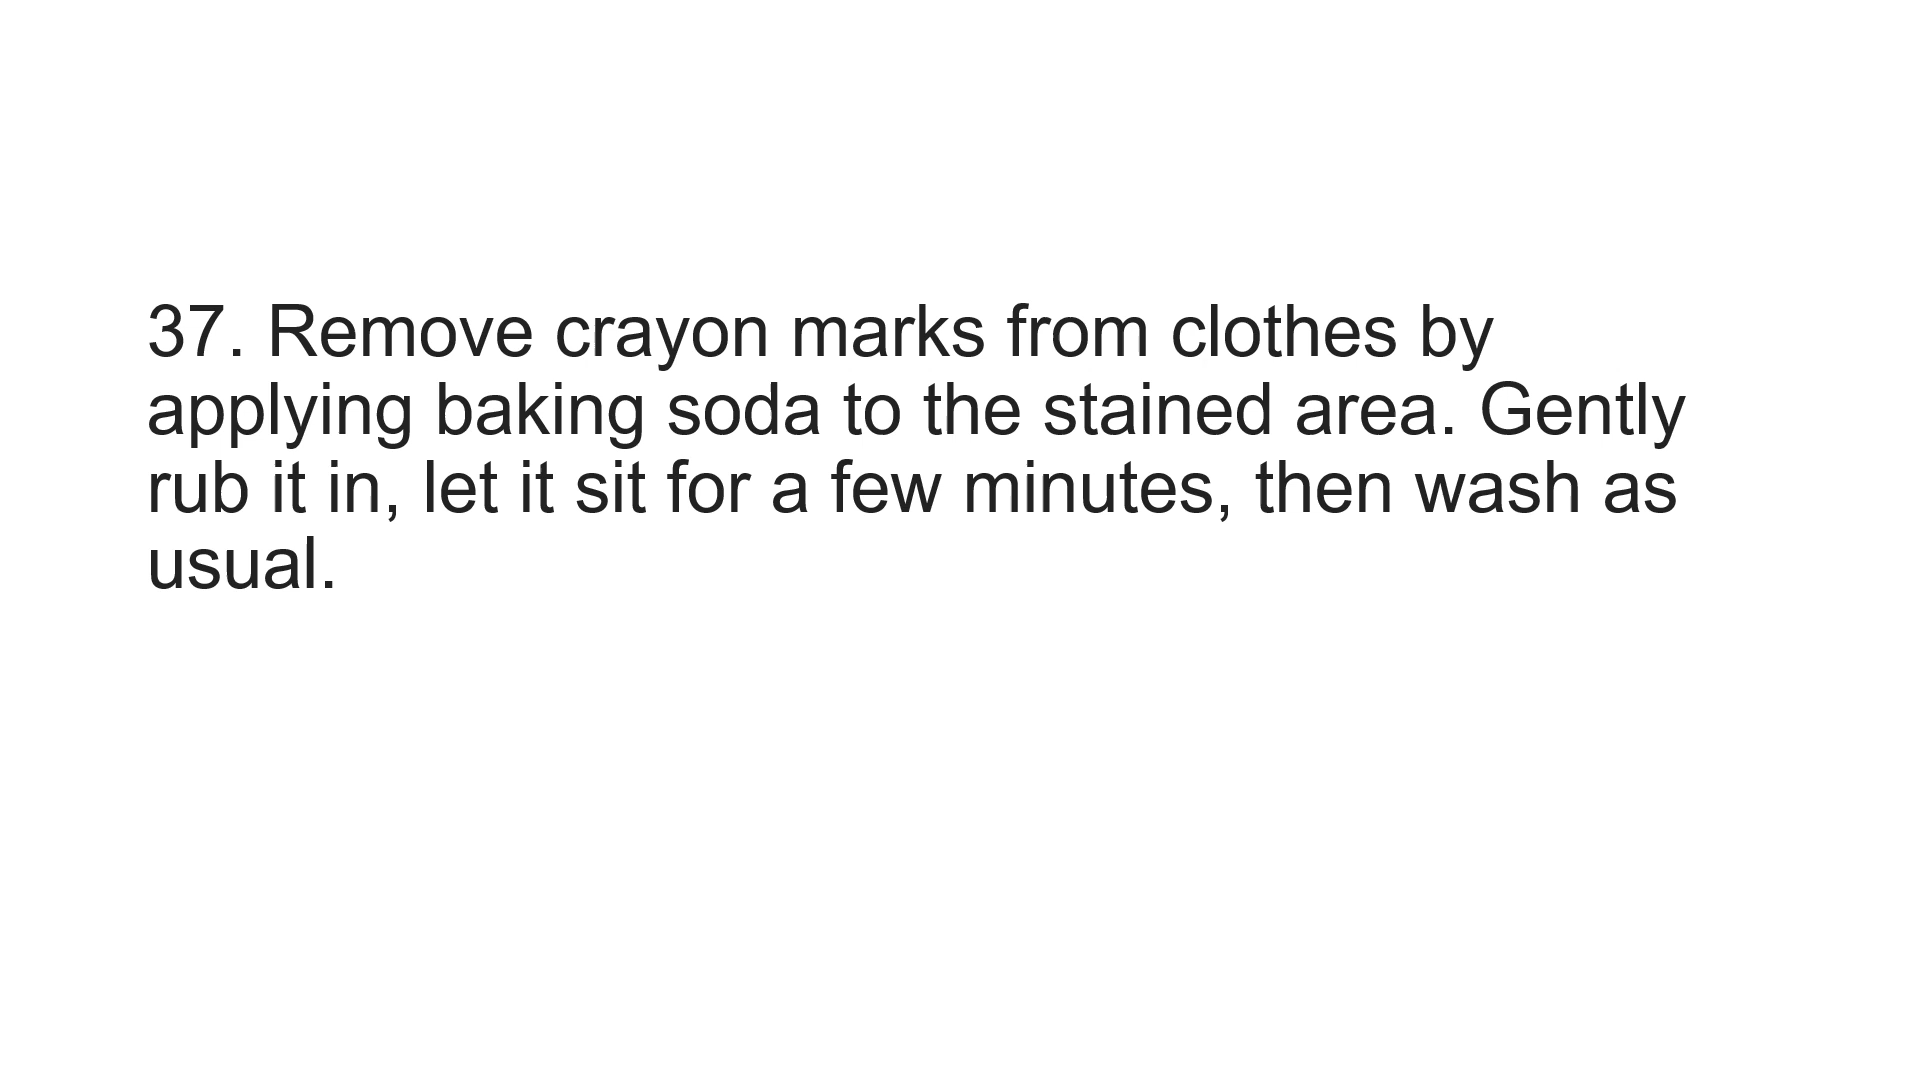 37. Remove crayon marks from clothes by
applying baking soda to the stained area. Gently
rub it in, let it sit for a few minutes, then wash as
usual.